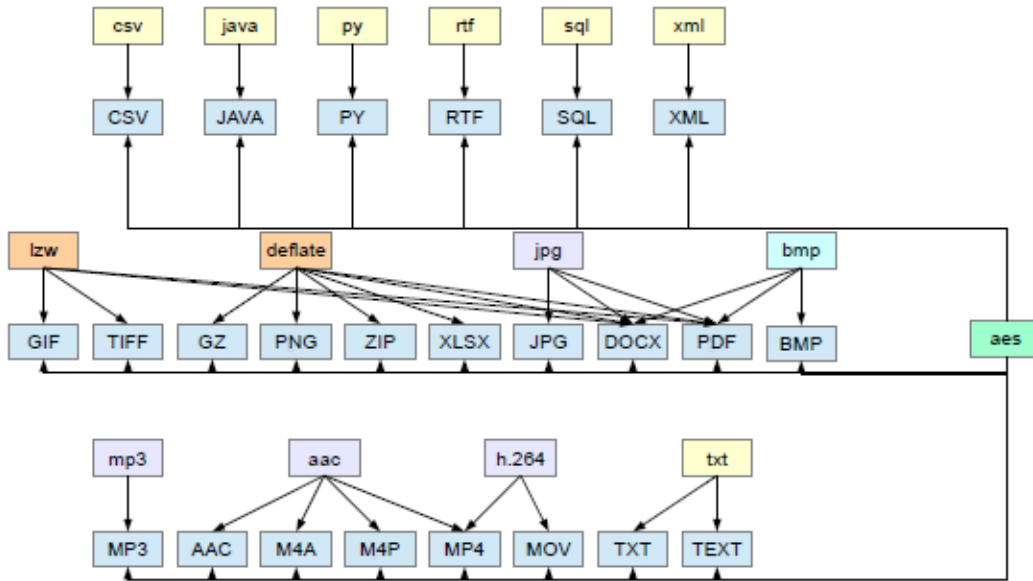 csv java py rtf sql xml
CSV JAVA PY RTF SQL XML
lzw deflate jpg bmp
GIF TIFF GZ PNG ZIP XLSX JPG DOCX PDF BMP aes
mp3 aac h.264 txt
MP3 AAC M4A M4P MP4 MOV TXT TEXT